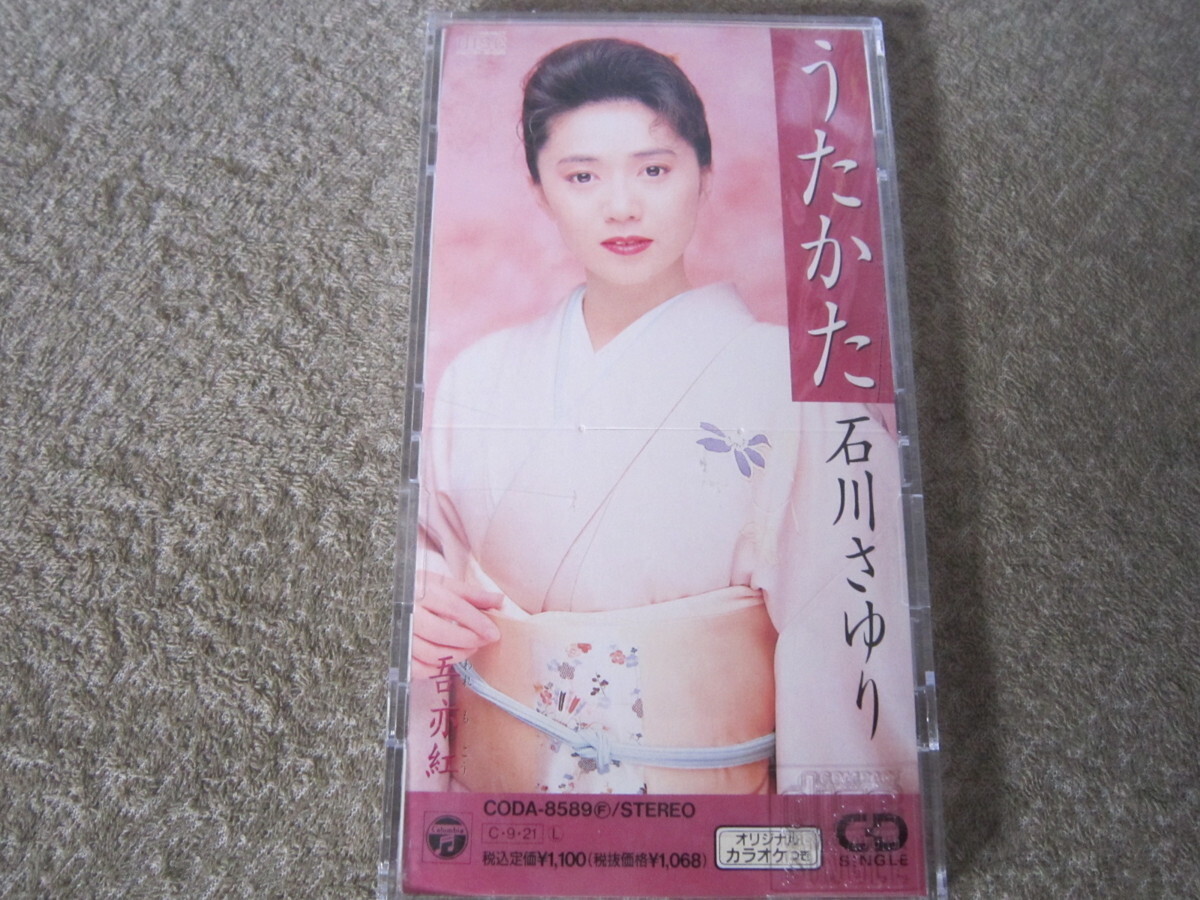 うたかた
石川さゆり
吾亦紅
CODA-8589Ⓕ/STEREO
C・9・21 L
税込定価¥1,100(税抜価格¥1,068)
オリジナル・
カラオケつき
Columbia
CD
SINGLE